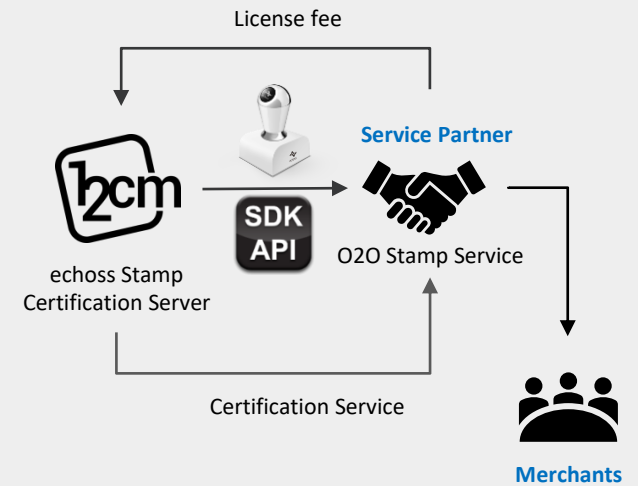 License fee
Service Partner
12cm
SDK
API
O2O Stamp Service
echoss Stamp
Certification Server
Certification Service
Merchants